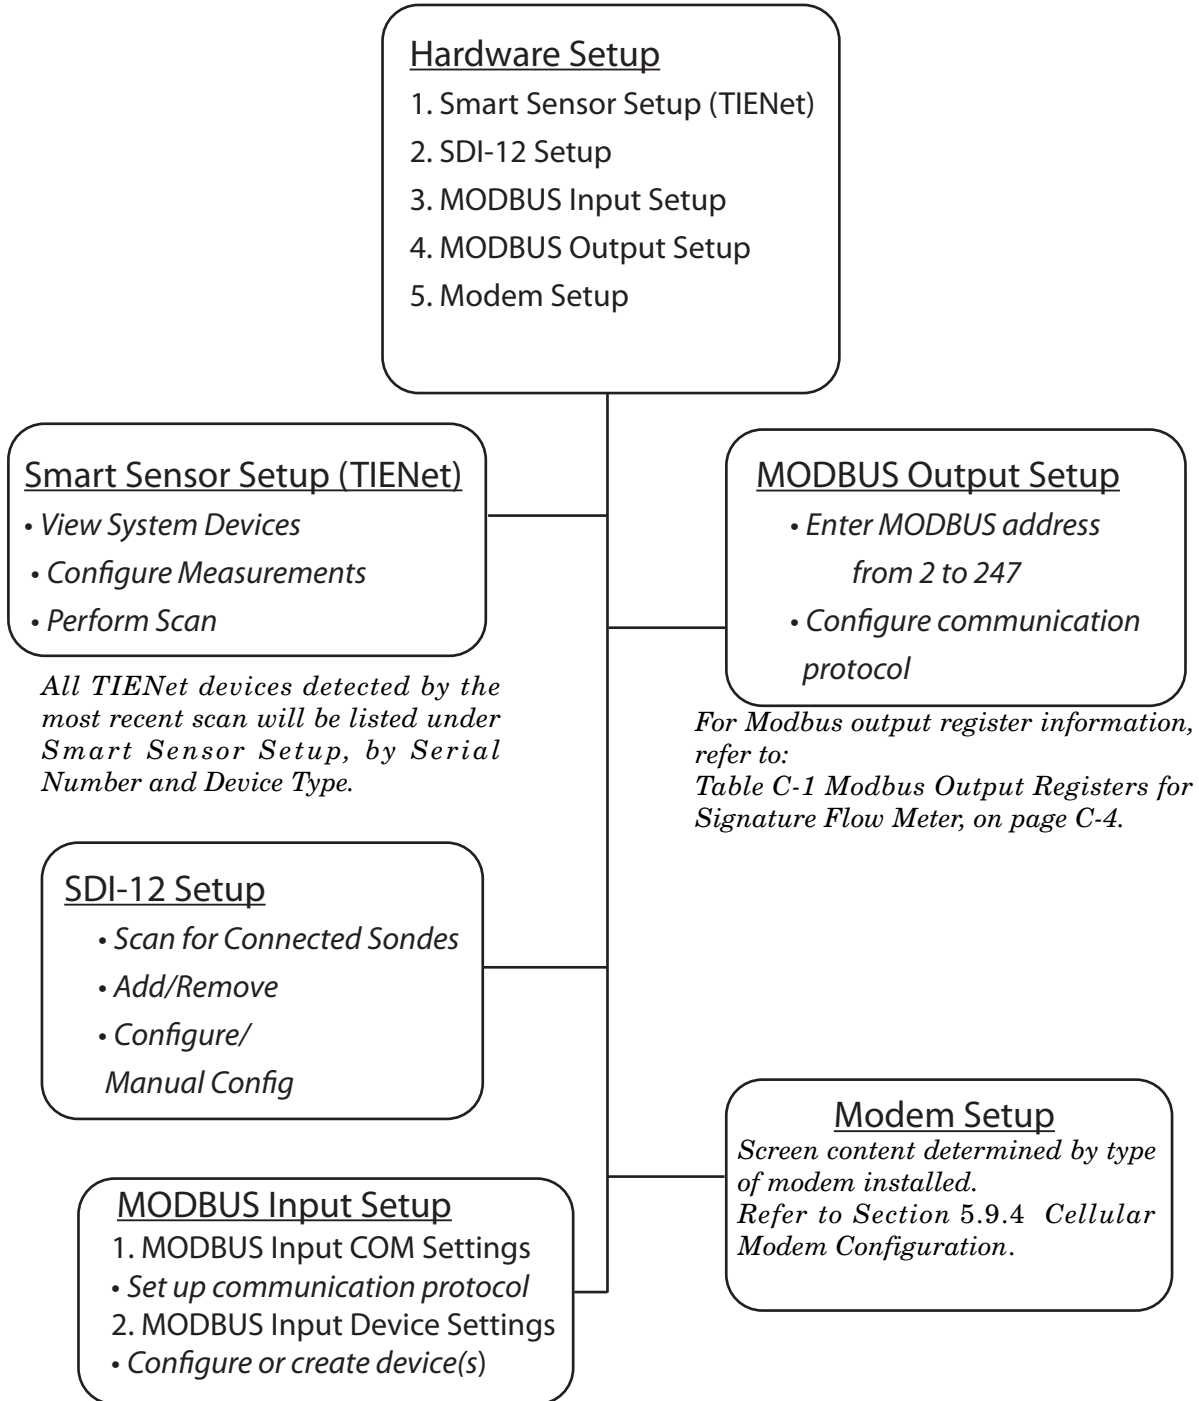 Hardware Setup
1. Smart Sensor Setup (TIENet)
2. SDI-12 Setup
3. MODBUS Input Setup
4. MODBUS Output Setup
5. Modem Setup
Smart Sensor Setup (TIENet)
• View System Devices
• Configure Measurements
• Perform Scan
All TIENet devices detected by the
most recent scan will be listed under
Smart Sensor Setup, by Serial
Number and Device Type.
MODBUS Output Setup
• Enter MODBUS address
from 2 to 247
• Configure communication
protocol
For Modbus output register information,
refer to:
Table C-1 Modbus Output Registers for
Signature Flow Meter, on page C-4.
SDI-12 Setup
• Scan for Connected Sondes
• Add/Remove
• Configure/
Manual Config
MODBUS Input Setup
1. MODBUS Input COM Settings
• Set up communication protocol
2. MODBUS Input Device Settings
• Configure or create device(s)
Modem Setup
Screen content determined by type
of modem installed.
Refer to Section 5.9.4 Cellular
Modem Configuration.